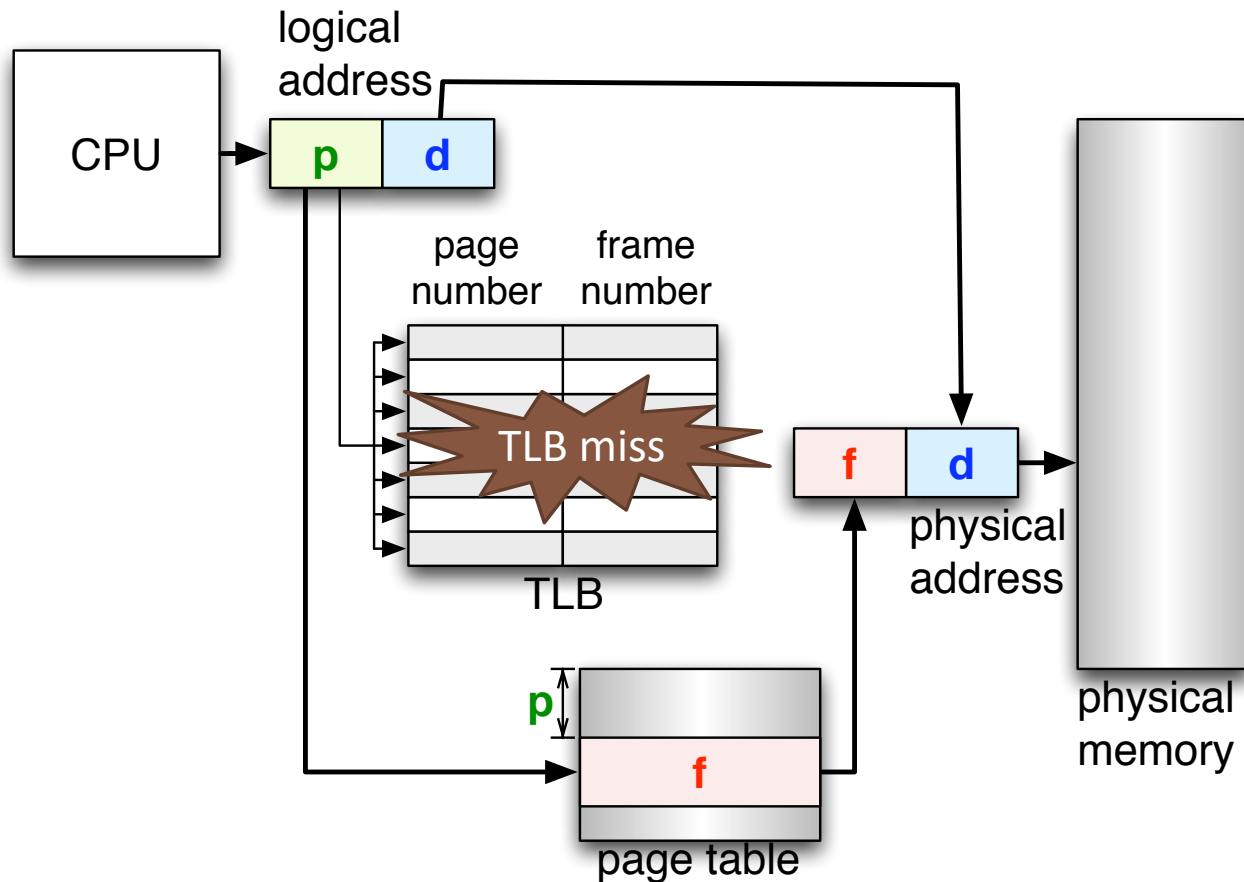 logical
address
CPU
p
d
page
number
frame
number
TLB miss
TLB
f
d
physical
address
p
f
page table
physical
memory